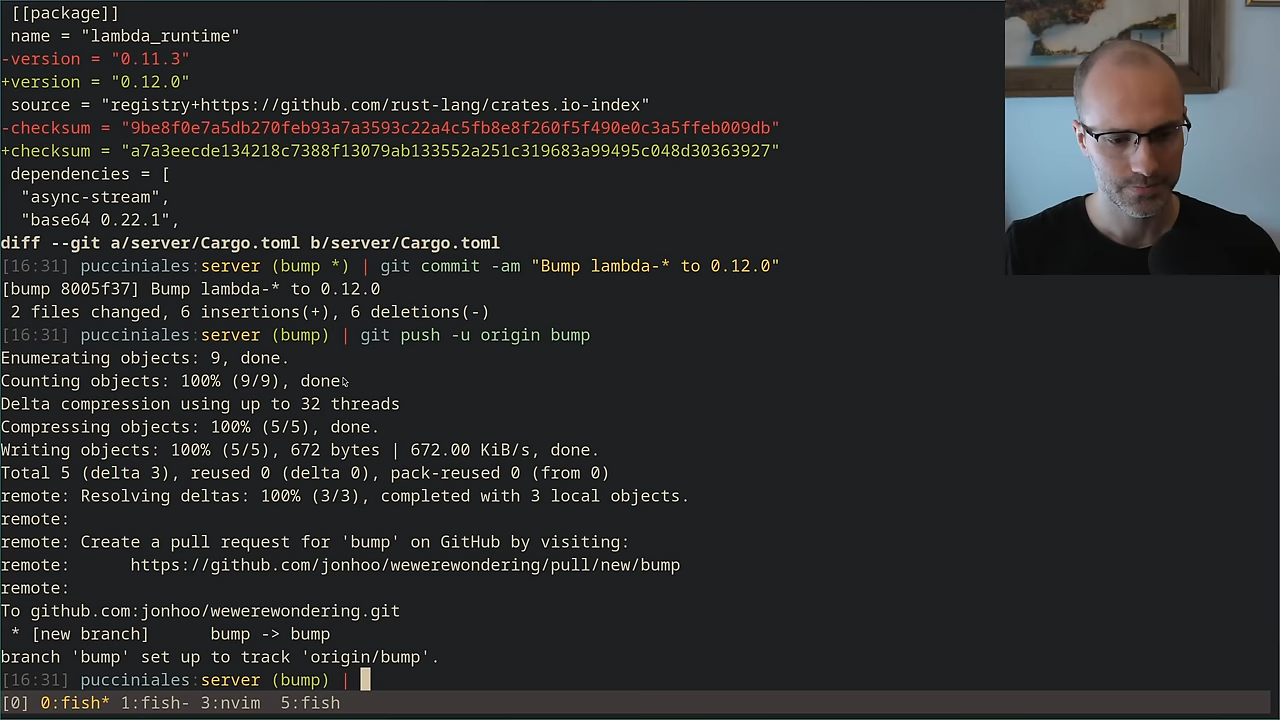 [[package]]
name = "lambda_runtime"
-version = "0.11.3"
+version = "0.12.0"
source = "registry+https://github.com/rust-lang/crates.io-index"
-checksum = "9be8f0e7a5db270feb93a7a3593c22a4c5fb8e8f260f5f490e0c3a5ffeb009db"
+checksum = "a7a3eecde134218c7388f13079ab133552a251c319683a99495c048d30363927"
dependencies = [
"async-stream",
"base64 0.22.1",
diff --git a/server/Cargo.toml b/server/Cargo.toml
[16:31] pucciniales:server (bump *) | git commit -am "Bump lambda-* to 0.12.0"
[bump 8005f37] Bump lambda-* to 0.12.0
2 files changed, 6 insertions(+), 6 deletions(-)
[16:31] pucciniales:server (bump) | git push -u origin bump
Enumerating objects: 9, done.
Counting objects: 100% (9/9), done.
Delta compression using up to 32 threads
Compressing objects: 100% (5/5), done.
Writing objects: 100% (5/5), 672 bytes | 672.00 KiB/s, done.
Total 5 (delta 3), reused 0 (delta 0), pack-reused 0 (from 0)
remote: Resolving deltas: 100% (3/3), completed with 3 local objects.
remote:
remote: Create a pull request for 'bump' on GitHub by visiting:
remote:      https://github.com/jonhoo/wewerewondering/pull/new/bump
remote:
To github.com:jonhoo/wewerewondering.git
* [new branch]      bump -> bump
branch 'bump' set up to track 'origin/bump'.
[16:31] pucciniales:server (bump) |
[0] 0:fish* 1:fish- 3:nvim  5:fish